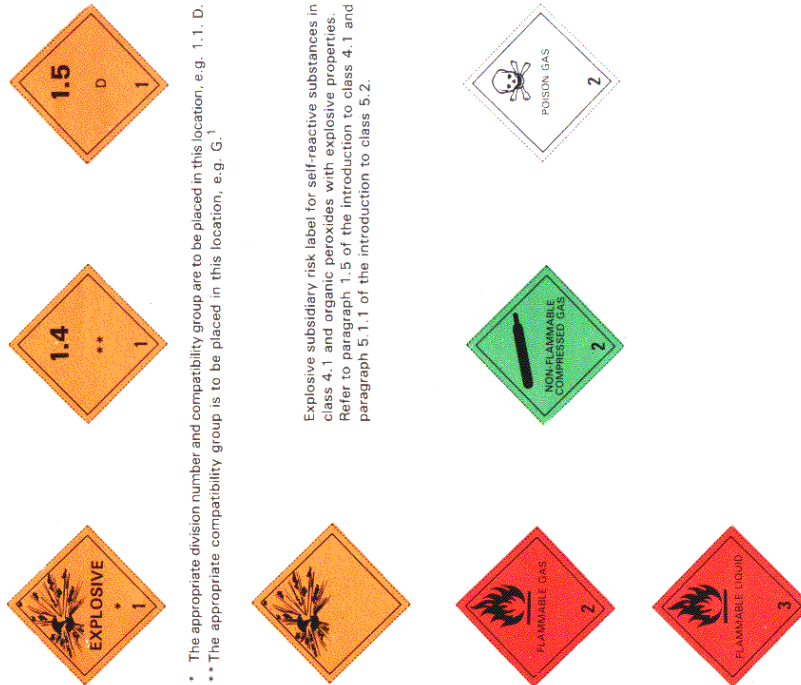 EXPLOSIVE
*
1
1.4
**
1
1.5
D
1
* The appropriate division number and compatibility group are to be placed in this location, e.g. 1.1. D.
** The appropriate compatibility group is to be placed in this location, e.g. G.1
Explosive subsidiary risk label for self-reactive substances in
class 4.1 and organic peroxides with explosive properties.
Refer to paragraph 1.5 of the introduction to class 4.1 and
paragraph 5.1.1 of the introduction to class 5.2.
FLAMMABLE GAS
2
NON-FLAMMABLE
COMPRESSED GAS
2
POISON GAS
2
FLAMMABLE LIQUID
3